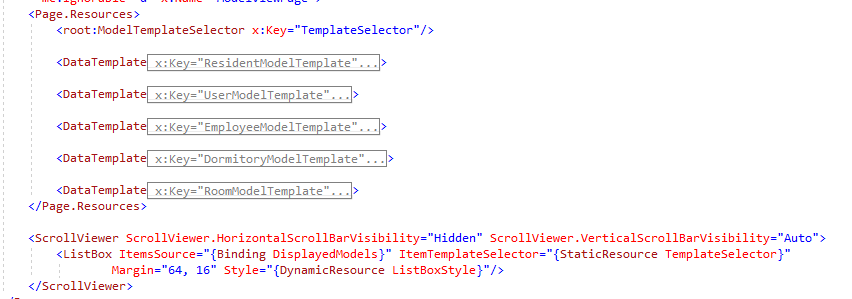 <Page.Resources>
<root:ModelTemplateSelector x:Key="TemplateSelector"/>
<DataTemplate x:Key="ResidentModelTemplate"...>
<DataTemplate x:Key="UserModelTemplate"...>
<DataTemplate x:Key="EmployeeModelTemplate"...>
<DataTemplate x:Key="DormitoryModelTemplate"...>
<DataTemplate x:Key="RoomModelTemplate"...>
</Page.Resources>
<ScrollViewer ScrollViewer.HorizontalScrollBarVisibility="Hidden" ScrollViewer.VerticalScrollBarVisibility="Auto">
<ListBox ItemsSource="{Binding DisplayedModels}" ItemTemplateSelector="{StaticResource TemplateSelector}"
Margin="64, 16" Style="{DynamicResource ListBoxStyle}"/>
</ScrollViewer>